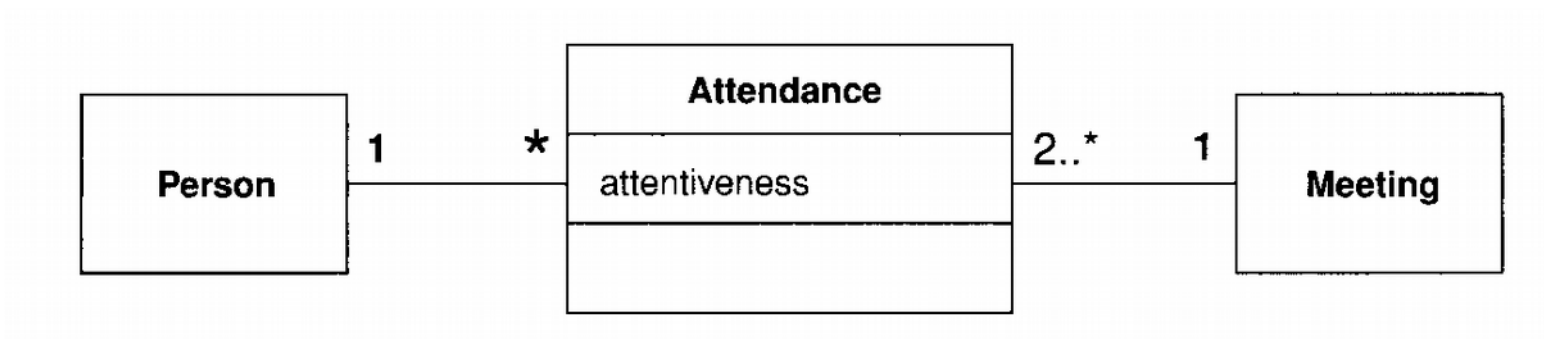 Attendance
1
*
2..*
1
Person
attentiveness
Meeting